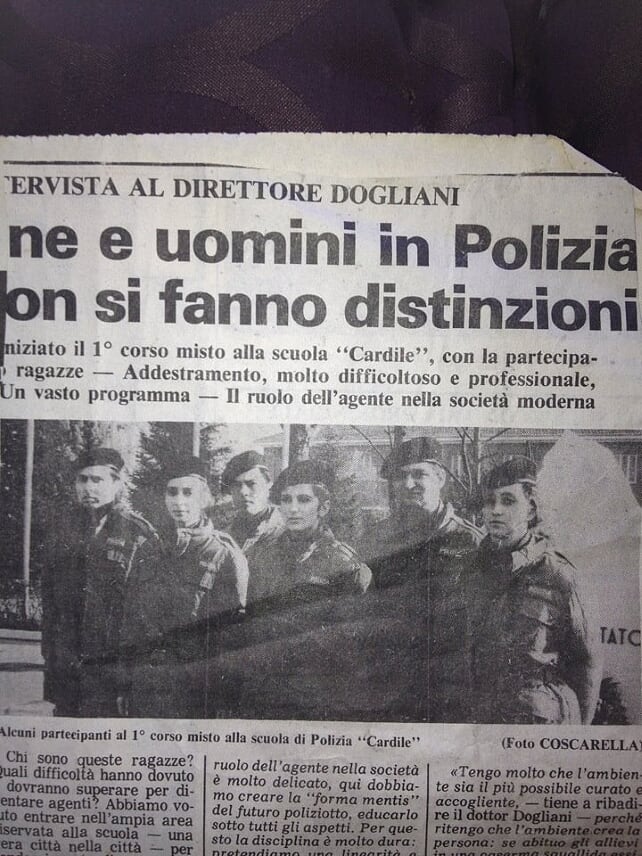 TERVISTA AL DIRETTORE DOGLIANI
ne e uomini in Polizia
on si fanno distinzioni
niziato il 1° corso misto alla scuola “Cardile”, con la partecipa-
ragazze — Addestramento, molto difficoltoso e professionale,
Un vasto programma — Il ruolo dell'agente nella società moderna
TATO
Alcuni partecipanti al 1° corso misto alla scuola di Polizia “Cardile”
(Foto COSCARELLA)
Chi sono queste ragazze?
Quali difficoltà hanno dovuto
dovranno superare per di-
entare agenti? Abbiamo vo-
uto entrare nell'ampia area
iservata alla scuola — una
era città nella città — per
ruolo dell'agente nella società
è molto delicato, qui dobbia-
mo creare la “forma mentis”
del futuro poliziotto, educarlo
sotto tutti gli aspetti. Per que-
sto la disciplina è molto dura:
pretendiamo una linearità e
«Tengo molto che l'ambien-
te sia il più possibile curato e
accogliente, — tiene a ribadi-
re il dottor Dogliani — perché
ritengo che l'ambiente crea la
persona: se abituo gli allievi